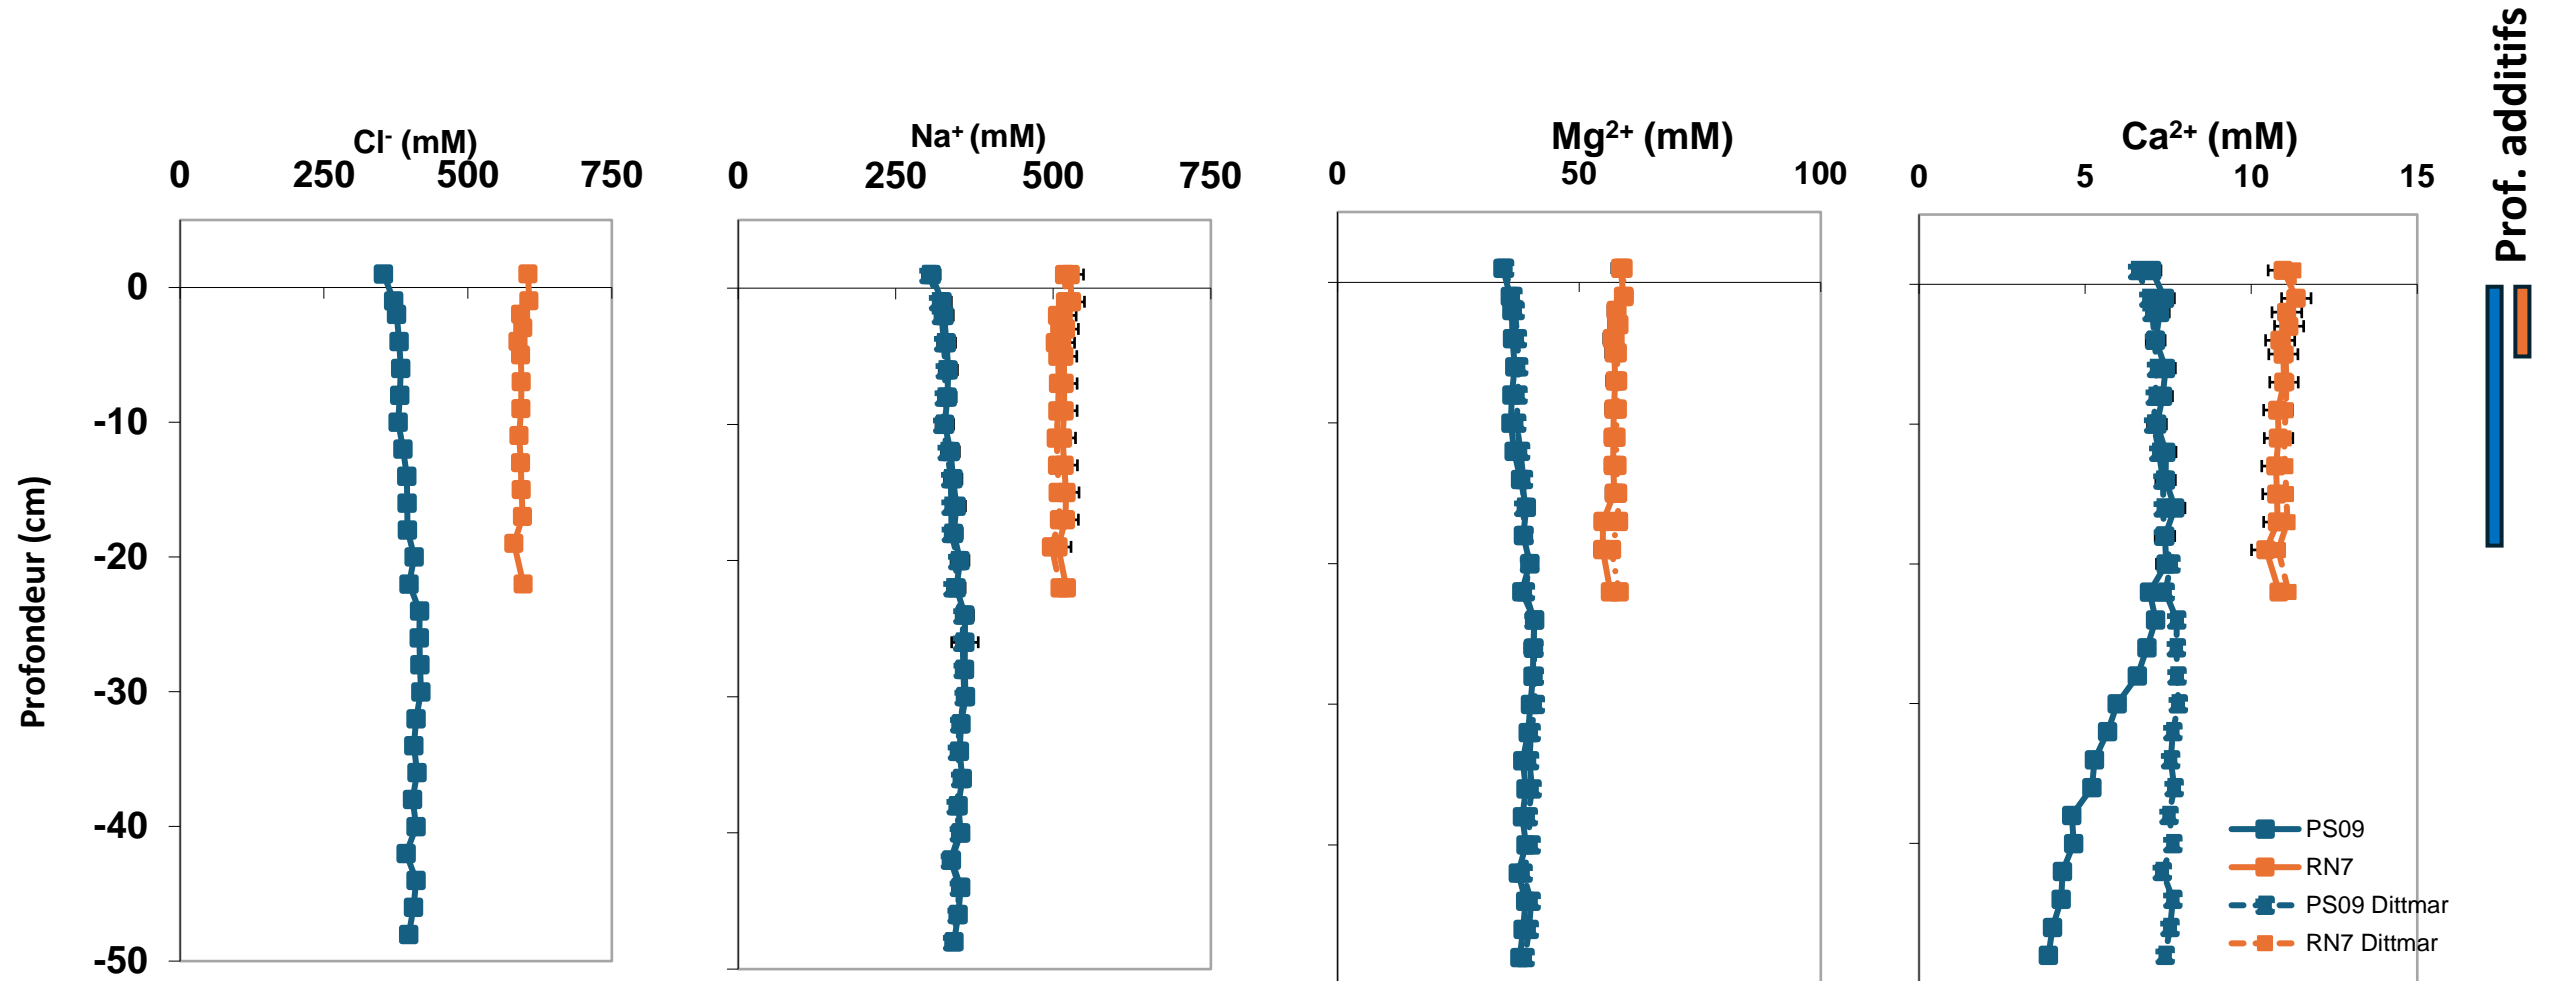 Prof. additifs
Cl- (mM)
0 250 500 750
Na+ (mM)
0 250 500 750
Mg2+ (mM)
0 50 100
Ca2+ (mM)
0 5 10 15
Profondeur (cm)
0
-10
-20
-30
-40
-50
PS09
RN7
PS09 Dittmar
RN7 Dittmar